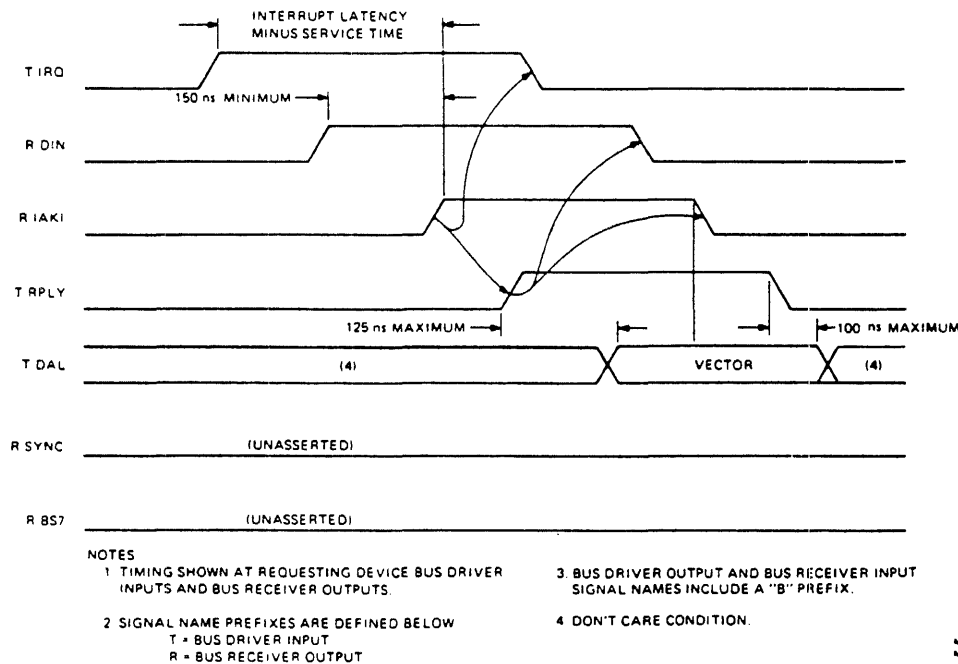 INTERRUPT LATENCY
MINUS SERVICE TIME
T IRQ
150 ns MINIMUM
R DIN
R IAKI
T RPLY
125 ns MAXIMUM
100 ns MAXIMUM
T DAL
(4)
VECTOR
(4)
R SYNC
(UNASSERTED)
R BS7
(UNASSERTED)
NOTES
1 TIMING SHOWN AT REQUESTING DEVICE BUS DRIVER
INPUTS AND BUS RECEIVER OUTPUTS.
2 SIGNAL NAME PREFIXES ARE DEFINED BELOW
T = BUS DRIVER INPUT
R = BUS RECEIVER OUTPUT
3. BUS DRIVER OUTPUT AND BUS RECEIVER INPUT
SIGNAL NAMES INCLUDE A "B" PREFIX.
4 DON'T CARE CONDITION.